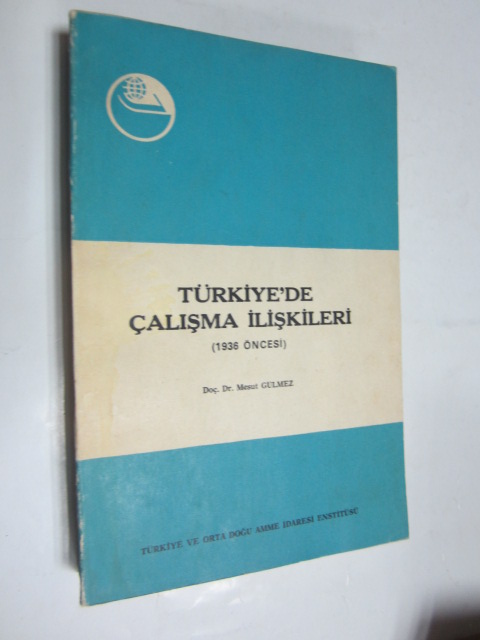 TÜRKİYE'DE
ÇALIŞMA İLİŞKİLERİ
(1936 ÖNCESİ)
Doç. Dr. Mesut GÜLMEZ
TÜRKİYE VE ORTA DOĞU AMME İDARESİ ENSTİTÜSÜ